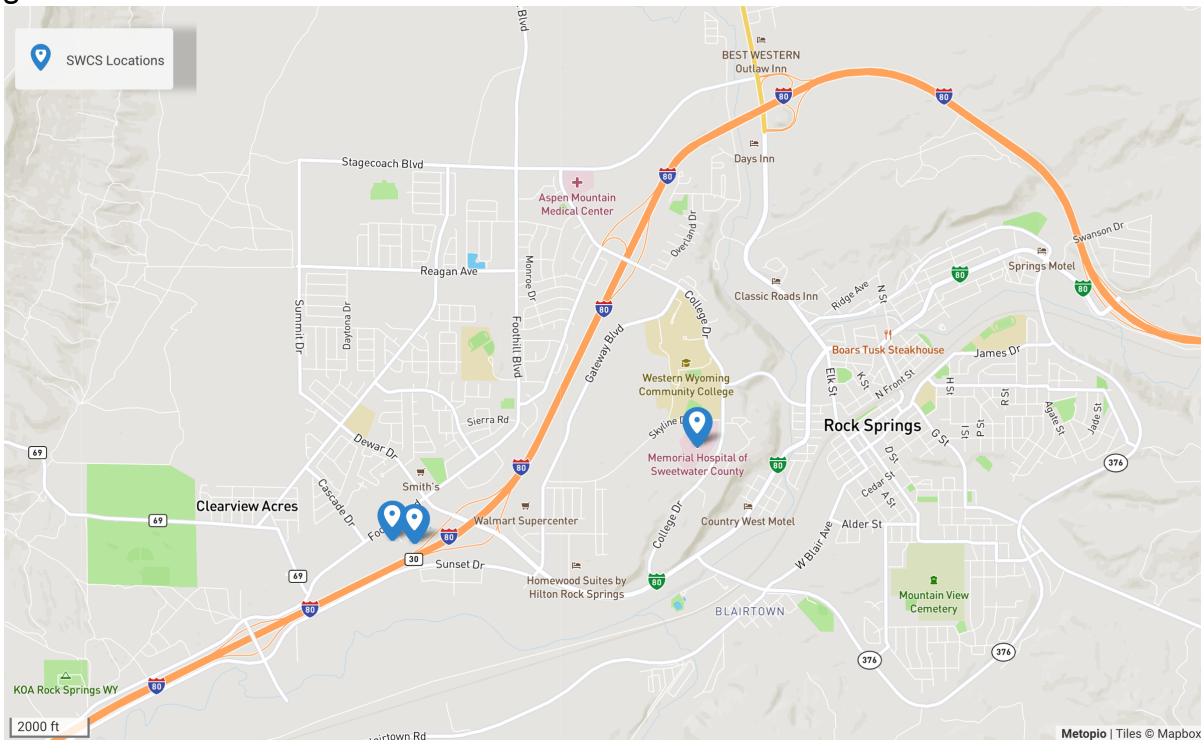 SWCS Locations
Blvd
BEST WESTERN
Outlaw Inn
80
80
Days Inn
Stagecoach Blvd
80
Aspen Mountain
Medical Center
Overland Dr
Swanson Dr
Springs Motel
Reagan Ave
Monroe Dr
80
80
Classic Roads Inn
Ridge Ave
N St
College Dr
80
Summit Dr
Daytona Dr
Foothill Blvd
Gateway Blvd
Boars Tusk Steakhouse
James Dr
Western Wyoming
Community College
Elk St
K St
N Front St
H St
R St
Agate St
Jade St
Sierra Rd
Skyline
Rock Springs
G St
I St
P St
Dewar Dr
69
Memorial Hospital of
Sweetwater County
80
80
376
D St
Smith's
Cedar St
A St
Cascade Dr
Clearview Acres
69
Walmart Supercenter
Country West Motel
College Dr
Alder St
80
W Blair Ave
30
Sunset Dr
69
Homewood Suites by
Hilton Rock Springs
80
80
BLAIRTOWN
Mountain View
Cemetery
376
376
KOA Rock Springs WY
80
2000 ft
irtown Rd
Metopio | Tiles © Mapbox